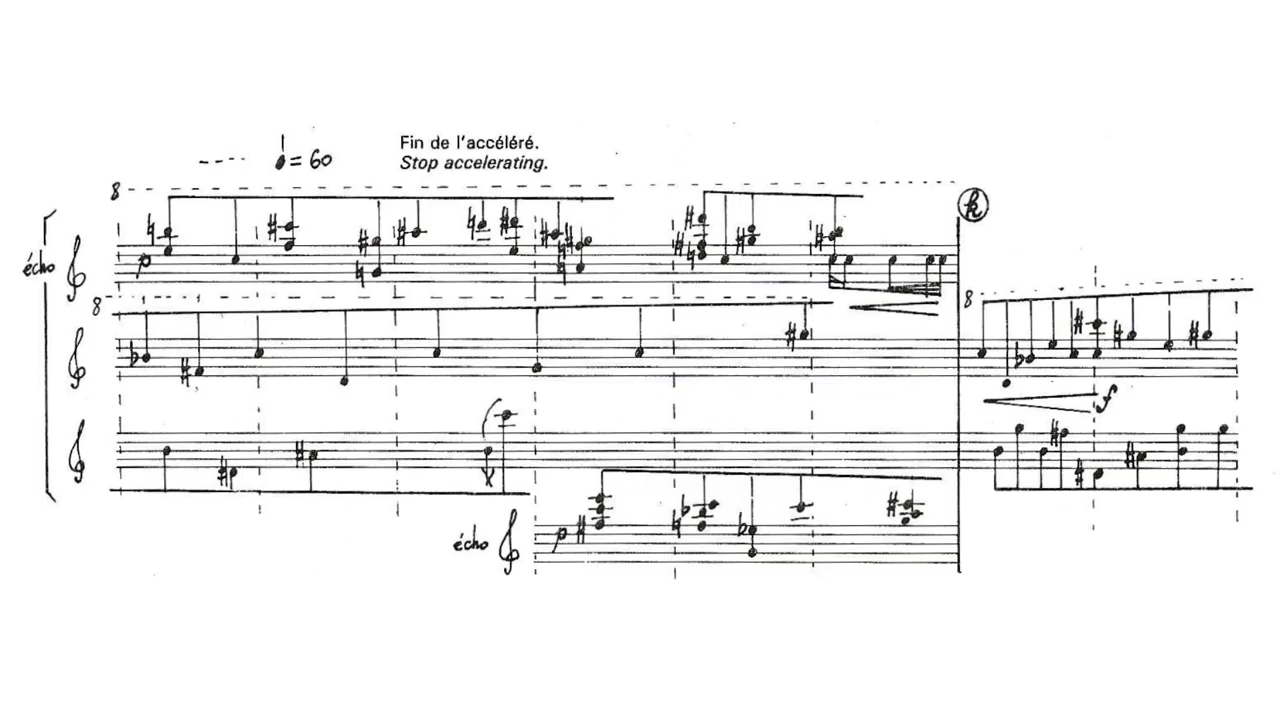 Fin de l'accéléré.
♩= 60
Stop accelerating.
8
k
p
écho
8
8
f
p
écho